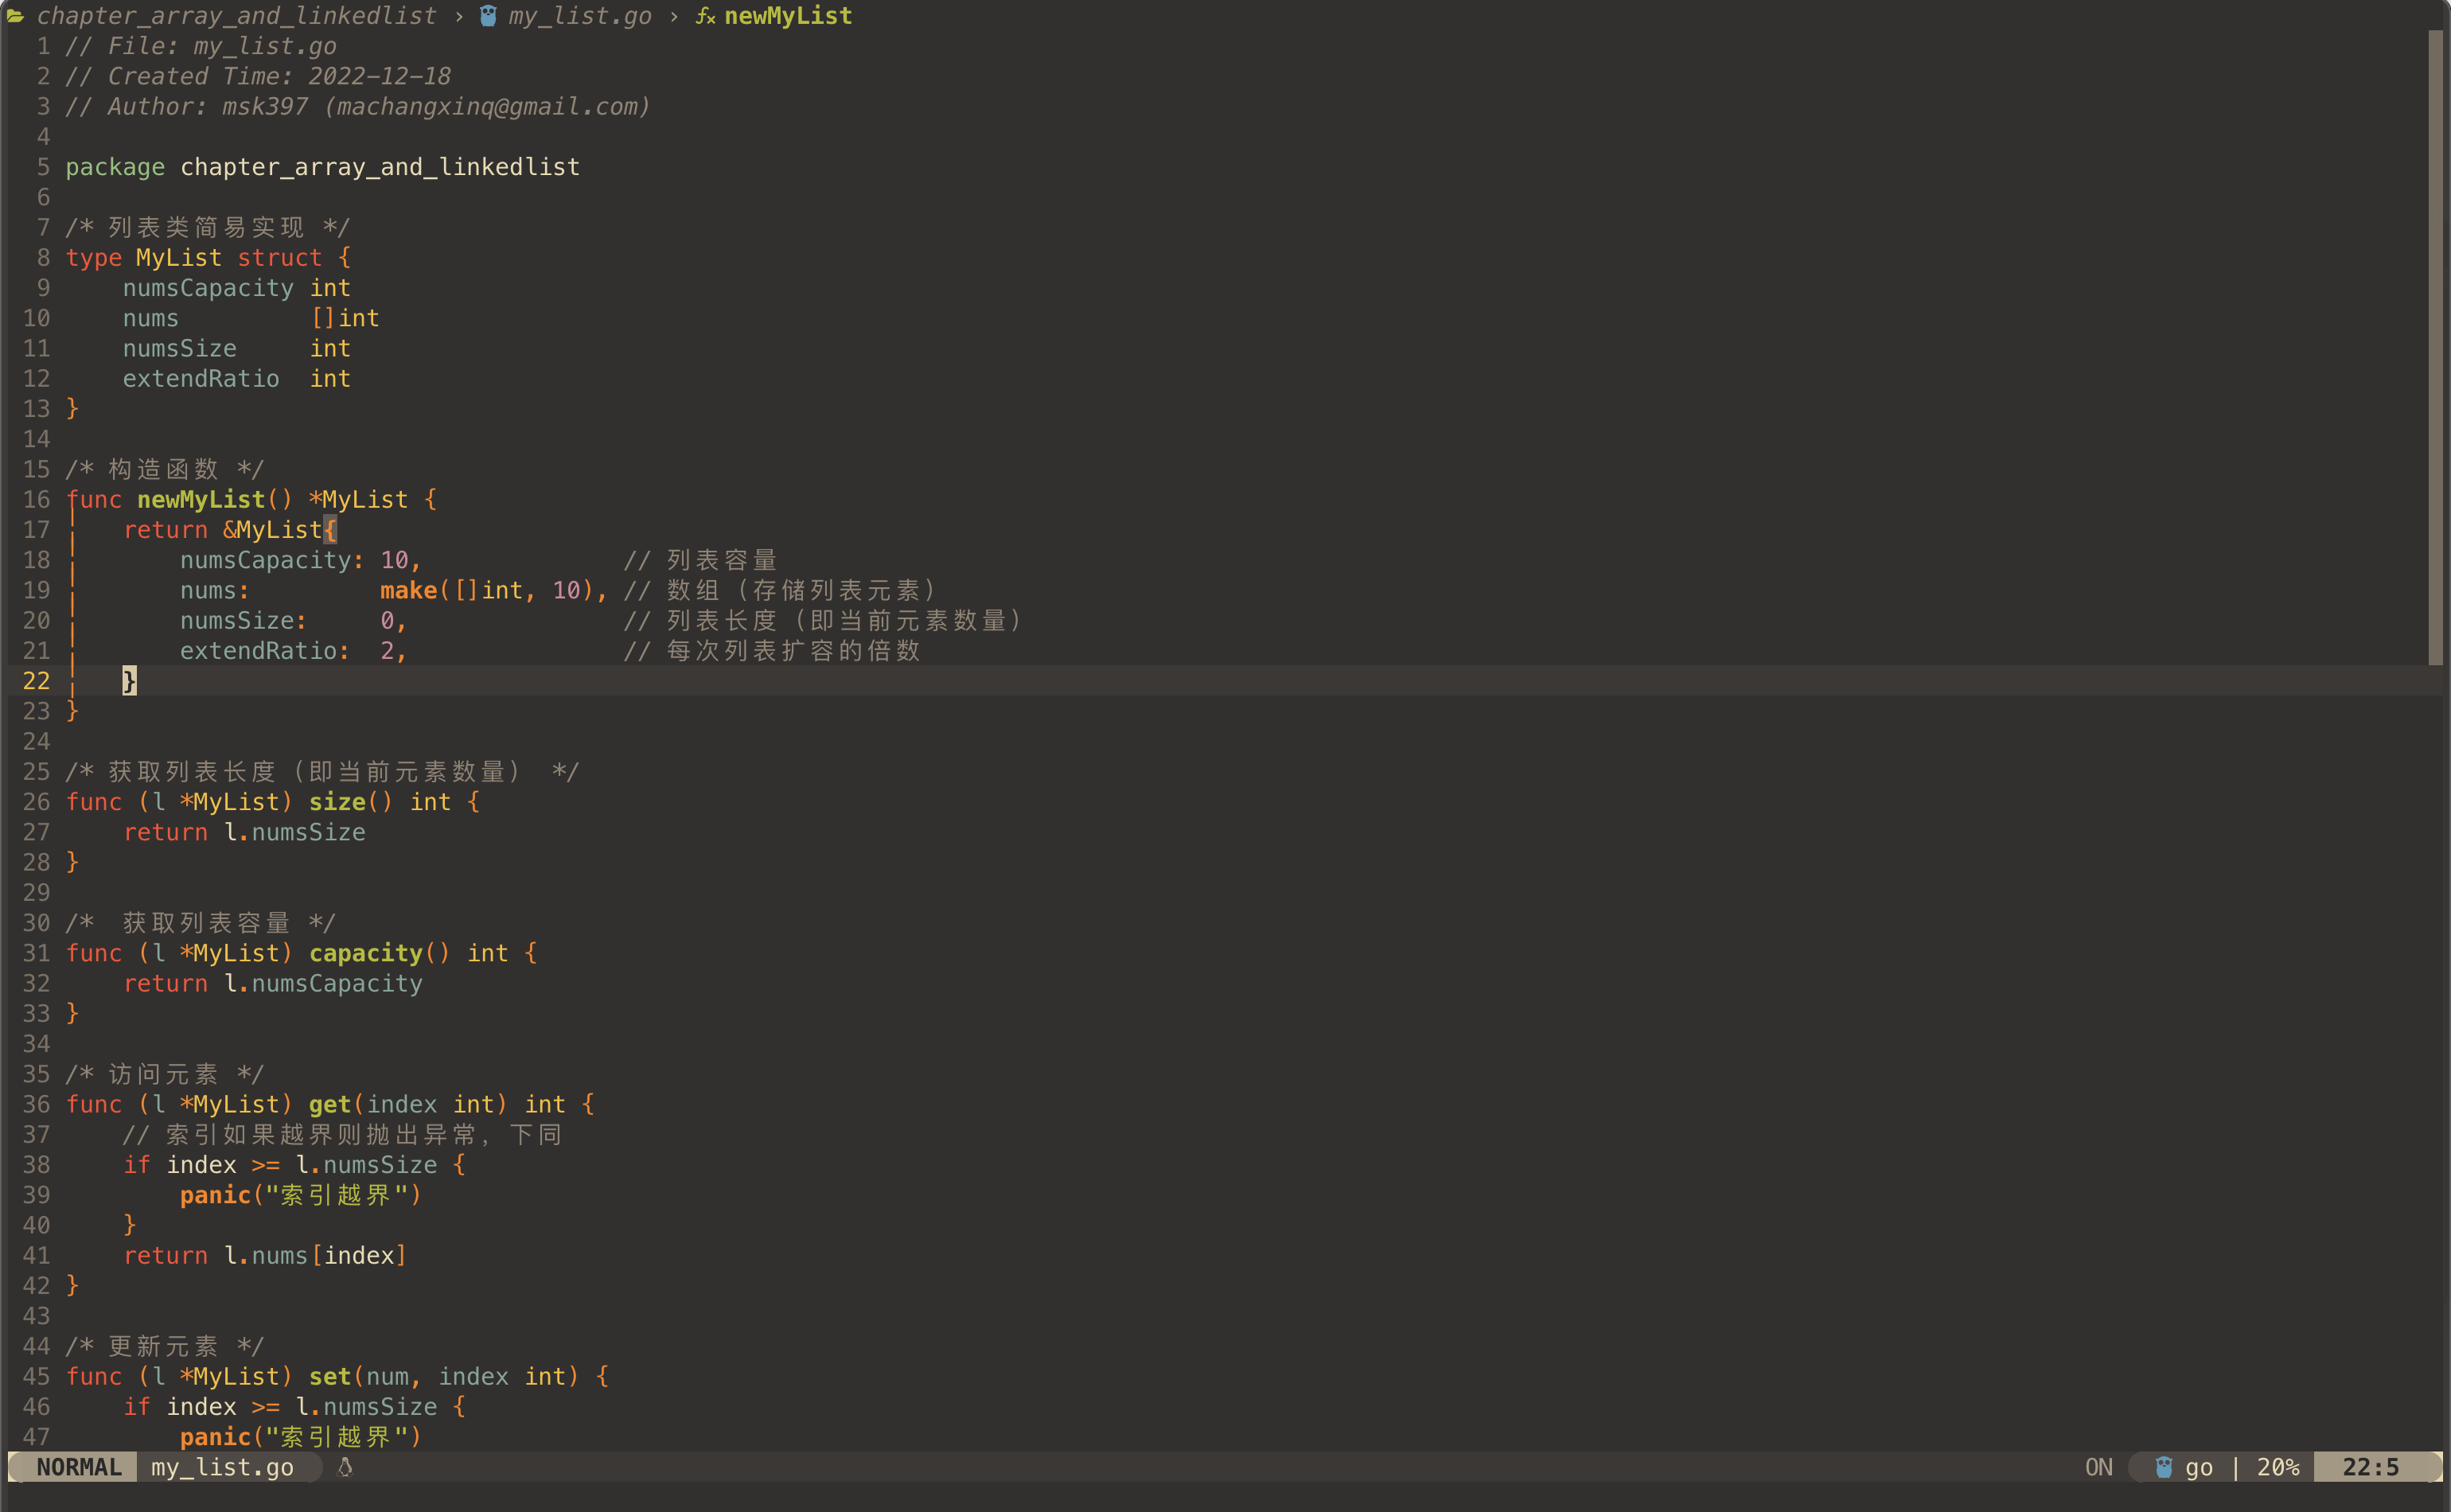 chapter_array_and_linkedlist › my_list.go › ƒx newMyList
1 // File: my_list.go
2 // Created Time: 2022-12-18
3 // Author: msk397 (machangxinq@gmail.com)
4
5 package chapter_array_and_linkedlist
6
7 /* 列表类简易实现 */
8 type MyList struct {
9     numsCapacity int
10     nums         []int
11     numsSize     int
12     extendRatio  int
13 }
14
15 /* 构造函数 */
16 func newMyList() *MyList {
17     return &MyList{
18         numsCapacity: 10,              // 列表容量
19         nums:         make([]int, 10), // 数组（存储列表元素）
20         numsSize:     0,               // 列表长度（即当前元素数量）
21         extendRatio:  2,               // 每次列表扩容的倍数
22     }
23 }
24
25 /* 获取列表长度（即当前元素数量） */
26 func (l *MyList) size() int {
27     return l.numsSize
28 }
29
30 /*  获取列表容量 */
31 func (l *MyList) capacity() int {
32     return l.numsCapacity
33 }
34
35 /* 访问元素 */
36 func (l *MyList) get(index int) int {
37     // 索引如果越界则抛出异常，下同
38     if index >= l.numsSize {
39         panic("索引越界")
40     }
41     return l.nums[index]
42 }
43
44 /* 更新元素 */
45 func (l *MyList) set(num, index int) {
46     if index >= l.numsSize {
47         panic("索引越界")
NORMAL my_list.go ON go | 20% 22:5